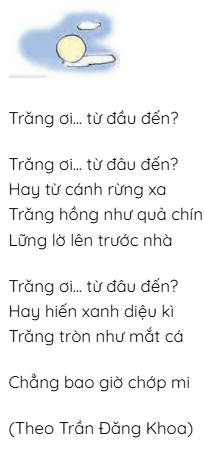 Trăng ơi... từ đầu đến?
Trăng ơi... từ đâu đến?
Hay từ cánh rừng xa
Trăng hồng như quả chín
Lững lờ lên trước nhà
Trăng ơi... từ đâu đến?
Hay hiến xanh diệu kì
Trăng tròn như mắt cá
Chẳng bao giờ chớp mi
(Theo Trần Đăng Khoa)